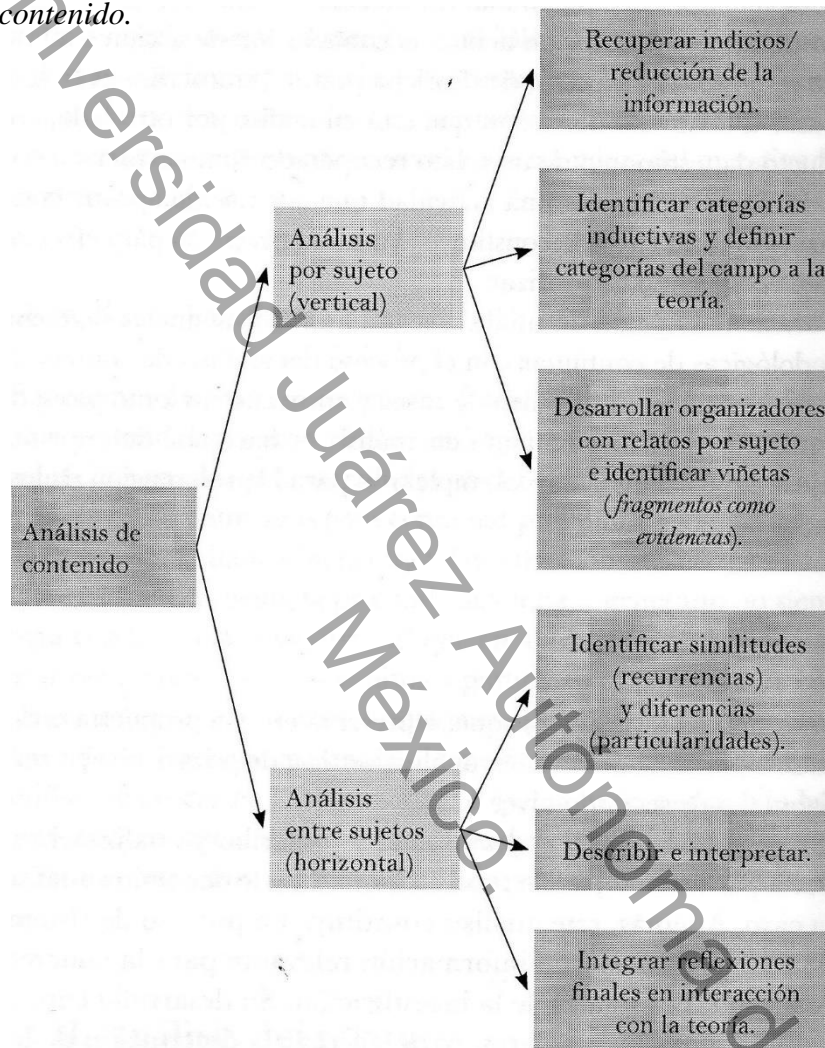 contenido.
Recuperar indicios/
reducción de la
información.
Identificar categorías
inductivas y definir
categorías del campo a la
teoría.
Análisis
por sujeto
(vertical)
Desarrollar organizadores
con relatos por sujeto
e identificar viñetas
(fragmentos como
evidencias).
Análisis de
contenido
Identificar similitudes
(recurrencias)
y diferencias
(particularidades).
Análisis
entre sujetos
(horizontal)
Describir e interpretar.
Integrar reflexiones
finales en interacción
con la teoría.
niversidad Juárez Autónoma d
México.